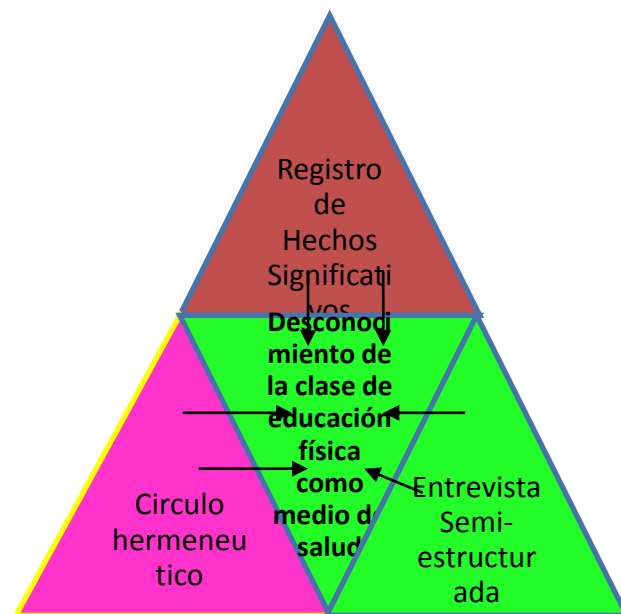 Registro
de
Hechos
Significati
vos
Desconoci
miento de
la clase de
educación
física
como
medio de
salud
Circulo
hermeneu
tico
Entrevista
Semi-
estructur
ada